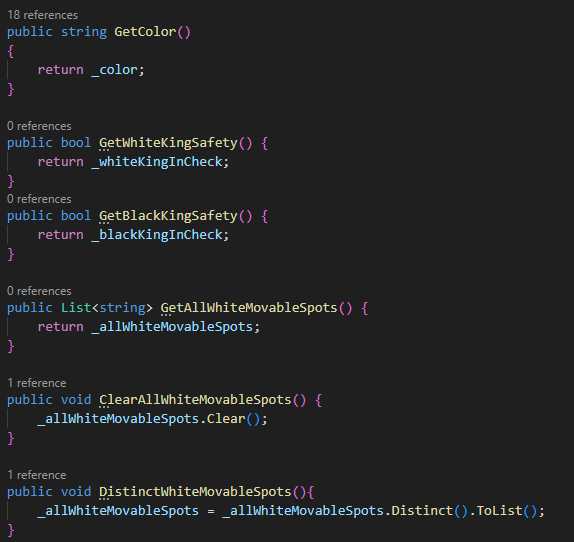 18 references
public string GetColor()
{
return _color;
}
0 references
public bool GetWhiteKingSafety() {
return _whiteKingInCheck;
}
0 references
public bool GetBlackKingSafety() {
return _blackKingInCheck;
}
0 references
public List<string> GetAllWhiteMovableSpots() {
return _allWhiteMovableSpots;
}
1 reference
public void ClearAllWhiteMovableSpots() {
_allWhiteMovableSpots.Clear();
}
1 reference
public void DistinctWhiteMovableSpots(){
_allWhiteMovableSpots = _allWhiteMovableSpots.Distinct().ToList();
}